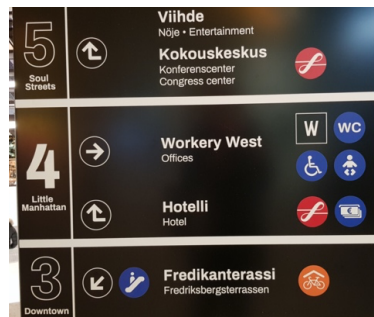 5
Soul
Streets
Viihde
Nöje • Entertainment
Kokouskeskus
Konferenscenter
Congress center
4
Little
Manhattan
Workery West
Offices
W
WC
Hotelli
Hotel
3
Downtown
Fredikanterassi
Fredriksbergsterrassen